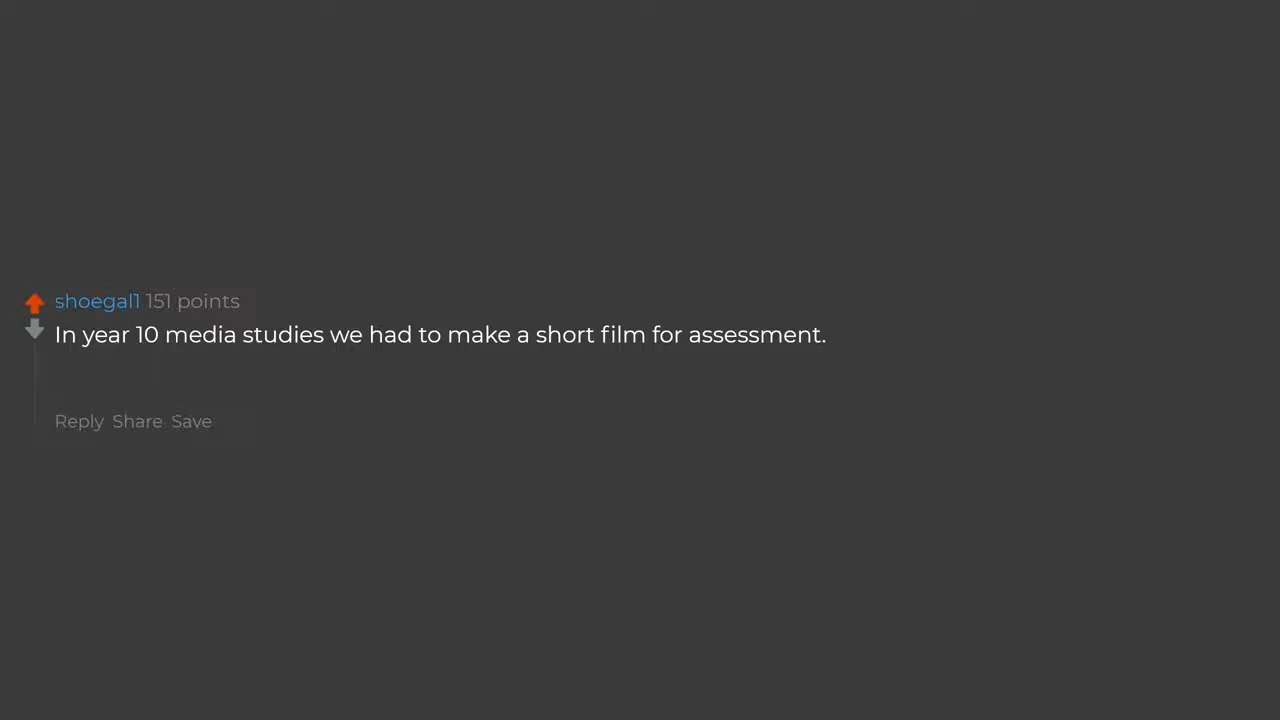 shoegal1 151 points
In year 10 media studies we had to make a short film for assessment.
Reply Share Save